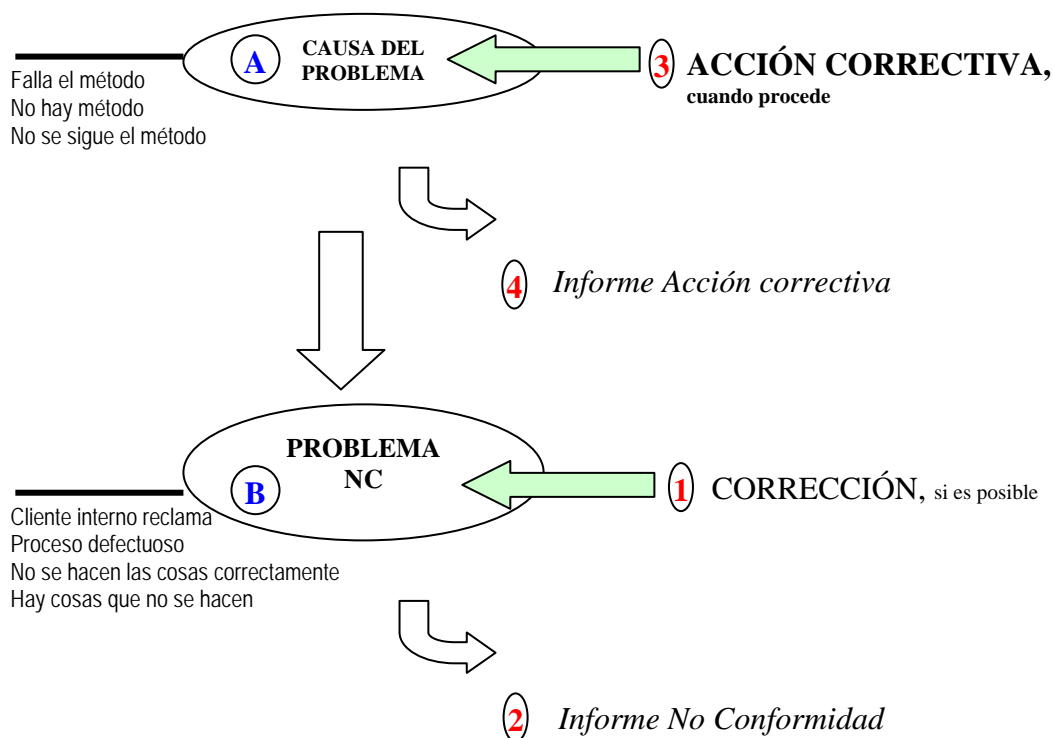 A
CAUSA DEL
PROBLEMA
3 ACCIÓN CORRECTIVA,
cuando procede
Falla el método
No hay método
No se sigue el método
4 Informe Acción correctiva
PROBLEMA
NC
B
1 CORRECCIÓN, si es posible
Cliente interno reclama
Proceso defectuoso
No se hacen las cosas correctamente
Hay cosas que no se hacen
2 Informe No Conformidad